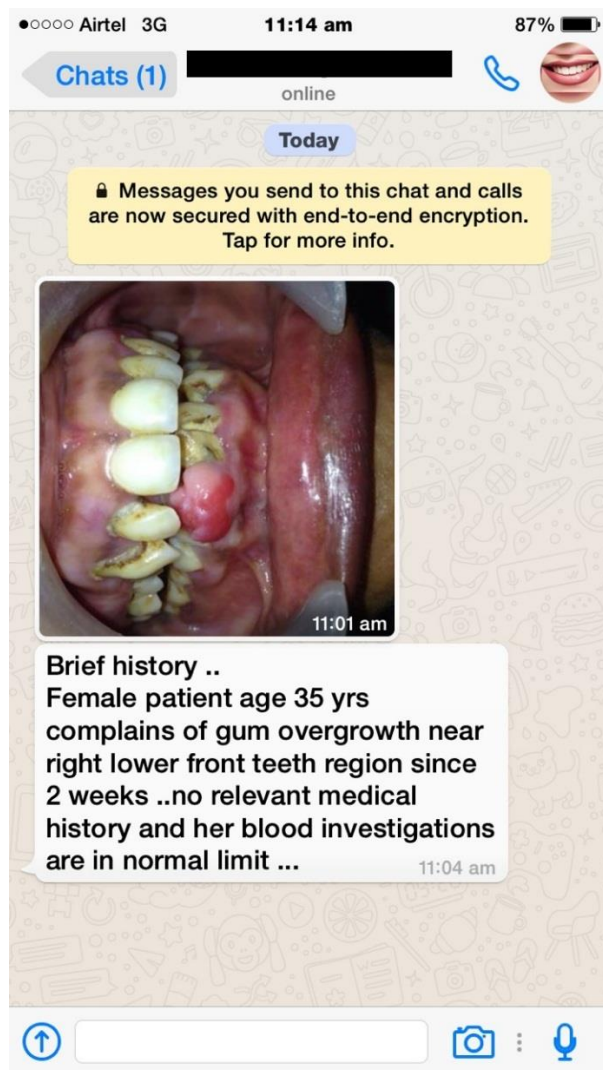 Airtel 3G 11:14 am 87%
Chats (1)
online
Today
Messages you send to this chat and calls
are now secured with end-to-end encryption.
Tap for more info.
11:01 am
Brief history ..
Female patient age 35 yrs
complains of gum overgrowth near
right lower front teeth region since
2 weeks ..no relevant medical
history and her blood investigations
are in normal limit ...
11:04 am